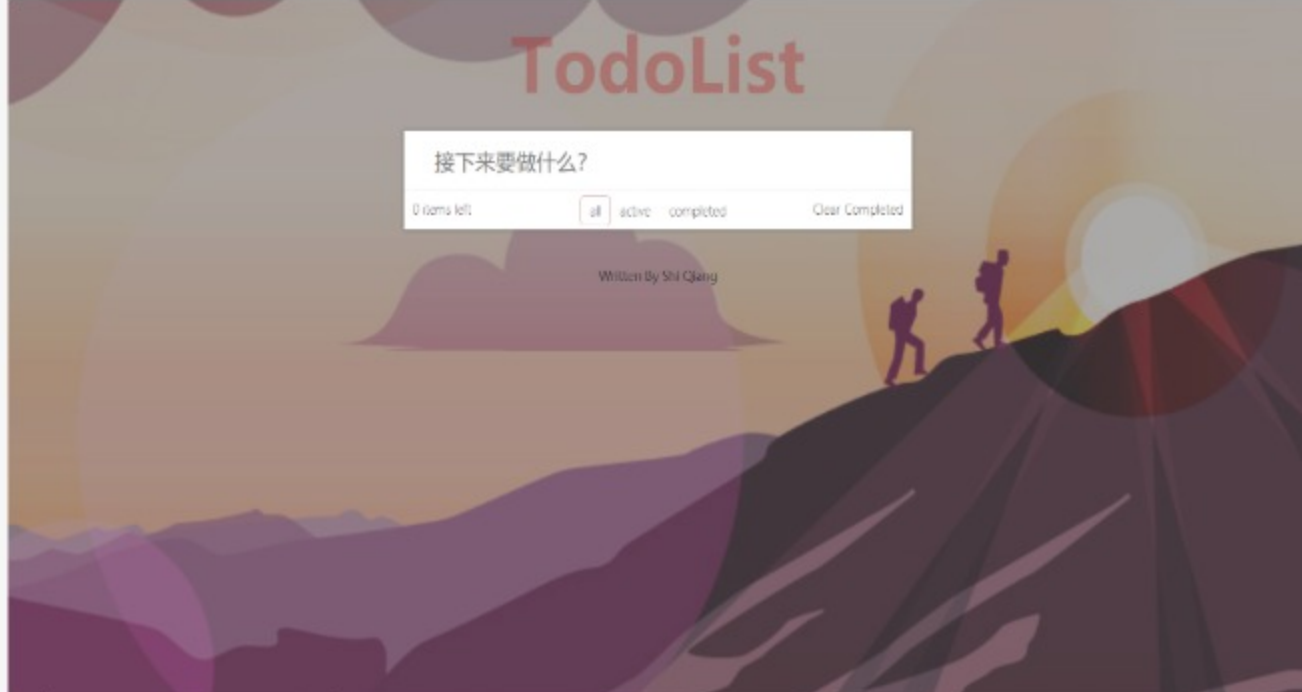 TodoList
接下来要做什么?
0 items left all active completed Clear Completed
Written By Shi Qiang